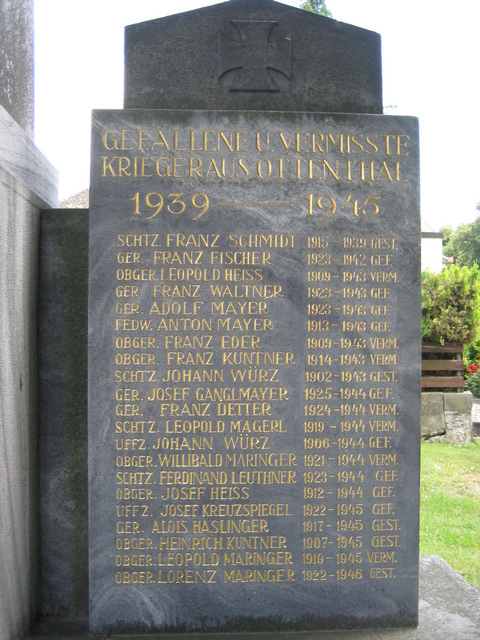 GEFALLENE U. VERMISSTE
KRIEGER AUS OTTENTHAL
1939 — 1945
SCHTZ. FRANZ SCHMIDT 1915 - 1939 GEST.
GER. FRANZ FISCHER 1923 - 1942 GEF.
OBGER. LEOPOLD HEISS 1909 - 1943 VERM.
GER. FRANZ WALTNER 1923 - 1943 GEF.
GER. ADOLF MAYER 1923 - 1943 GEF.
FEDW. ANTON MAYER 1913 - 1943 GEF.
OBGER. FRANZ EDER 1909 - 1943 VERM.
OBGER. FRANZ KUNTNER 1914 - 1943 VERM.
SCHTZ. JOHANN WÜRZ 1902 - 1943 GEST.
GER. JOSEF GANGLMAYER 1925 - 1944 GEF.
GER. FRANZ DETTER 1924 - 1944 VERM.
SCHTZ. LEOPOLD MAGERL 1919 - 1944 VERM.
UFFZ. JOHANN WÜRZ 1906 - 1944 GEF.
OBGER. WILLIBALD MARINGER 1921 - 1944 VERM.
SCHTZ. FERDINAND LEUTHNER 1923 - 1944 GEF.
OBGER. JOSEF HEISS 1912 - 1944 GEF.
UFFZ. JOSEF KREUZSPIEGEL 1922 - 1945 GEF.
GER. ALOIS HASLINGER 1917 - 1945 GEST.
OBGER. HEINRICH KUNTNER 1907 - 1945 GEST.
OBGER. LEOPOLD MARINGER 1919 - 1945 VERM.
OBGER. LORENZ MARINGER 1922 - 1946 GEST.